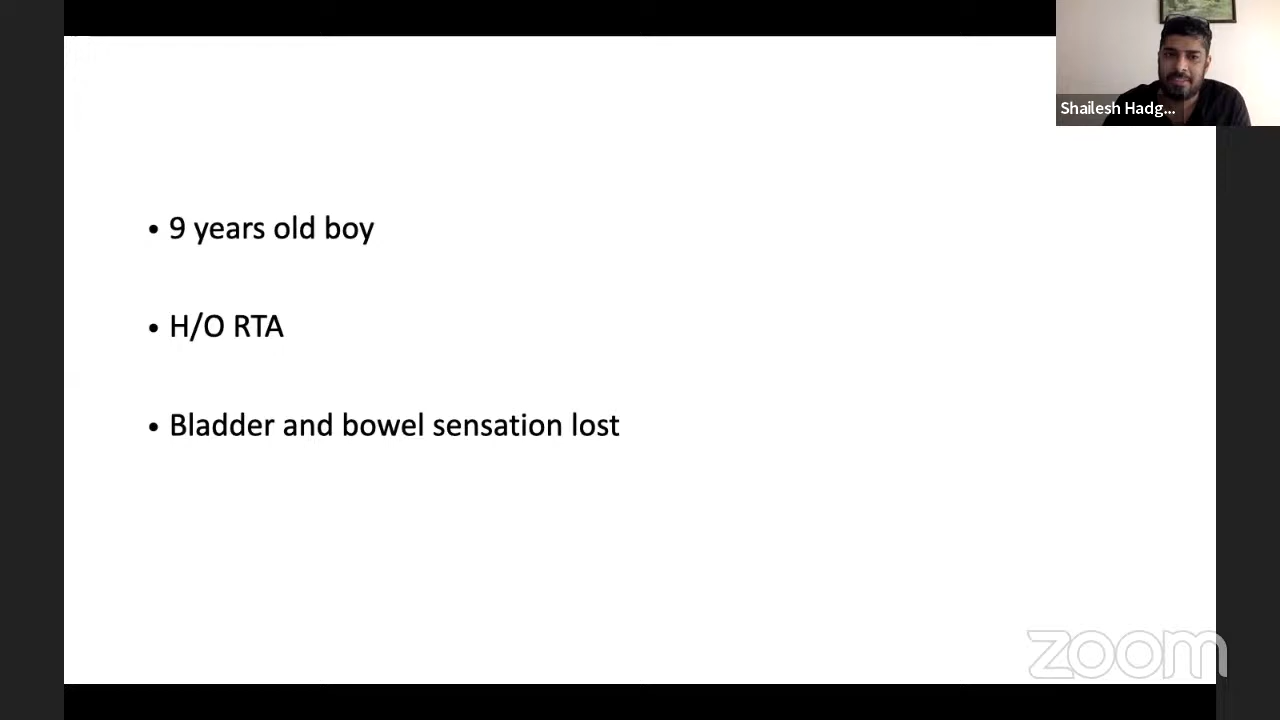 Shailesh Hadg...
• 9 years old boy
• H/O RTA
• Bladder and bowel sensation lost
zoom